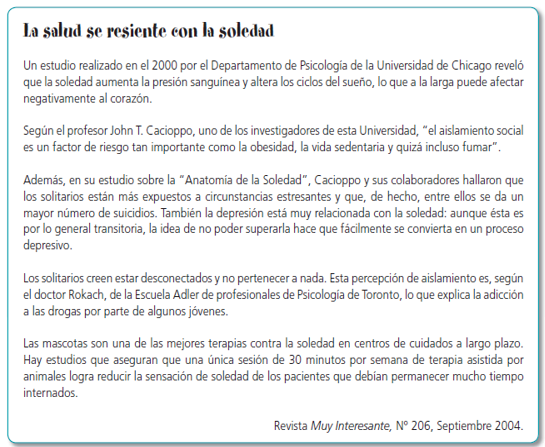 La salud se resiente con la soledad
Un estudio realizado en el 2000 por el Departamento de Psicología de la Universidad de Chicago reveló
que la soledad aumenta la presión sanguínea y altera los ciclos del sueño, lo que a la larga puede afectar
negativamente al corazón.
Según el profesor John T. Cacioppo, uno de los investigadores de esta Universidad, “el aislamiento social
es un factor de riesgo tan importante como la obesidad, la vida sedentaria y quizá incluso fumar”.
Además, en su estudio sobre la “Anatomía de la Soledad”, Cacioppo y sus colaboradores hallaron que
los solitarios están más expuestos a circunstancias estresantes y que, de hecho, entre ellos se da un
mayor número de suicidios. También la depresión está muy relacionada con la soledad: aunque ésta es
por lo general transitoria, la idea de no poder superarla hace que fácilmente se convierta en un proceso
depresivo.
Los solitarios creen estar desconectados y no pertenecer a nada. Esta percepción de aislamiento es, según
el doctor Rokach, de la Escuela Adler de profesionales de Psicología de Toronto, lo que explica la adicción
a las drogas por parte de algunos jóvenes.
Las mascotas son una de las mejores terapias contra la soledad en centros de cuidados a largo plazo.
Hay estudios que aseguran que una única sesión de 30 minutos por semana de terapia asistida por
animales logra reducir la sensación de soledad de los pacientes que debían permanecer mucho tiempo
internados.
Revista Muy Interesante, Nº 206, Septiembre 2004.